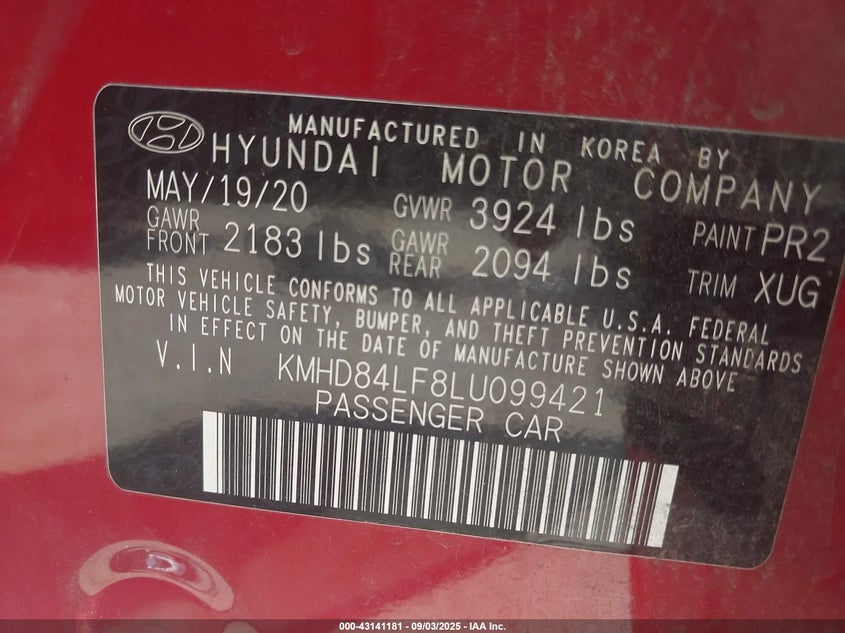 MANUFACTURED IN KOREA BY
HYUNDAI MOTOR COMPANY
MAY/19/20 GVWR 3924 lbs PAINT PR2
GAWR FRONT 2183 lbs GAWR REAR 2094 lbs TRIM XUG
THIS VEHICLE CONFORMS TO ALL APPLICABLE U.S.A. FEDERAL
MOTOR VEHICLE SAFETY, BUMPER, AND THEFT PREVENTION STANDARDS
IN EFFECT ON THE DATE OF MANUFACTURE SHOWN ABOVE
V.I.N KMHD84LF8LU099421
PASSENGER CAR
000-43141181 - 09/03/2025 - IAA Inc.